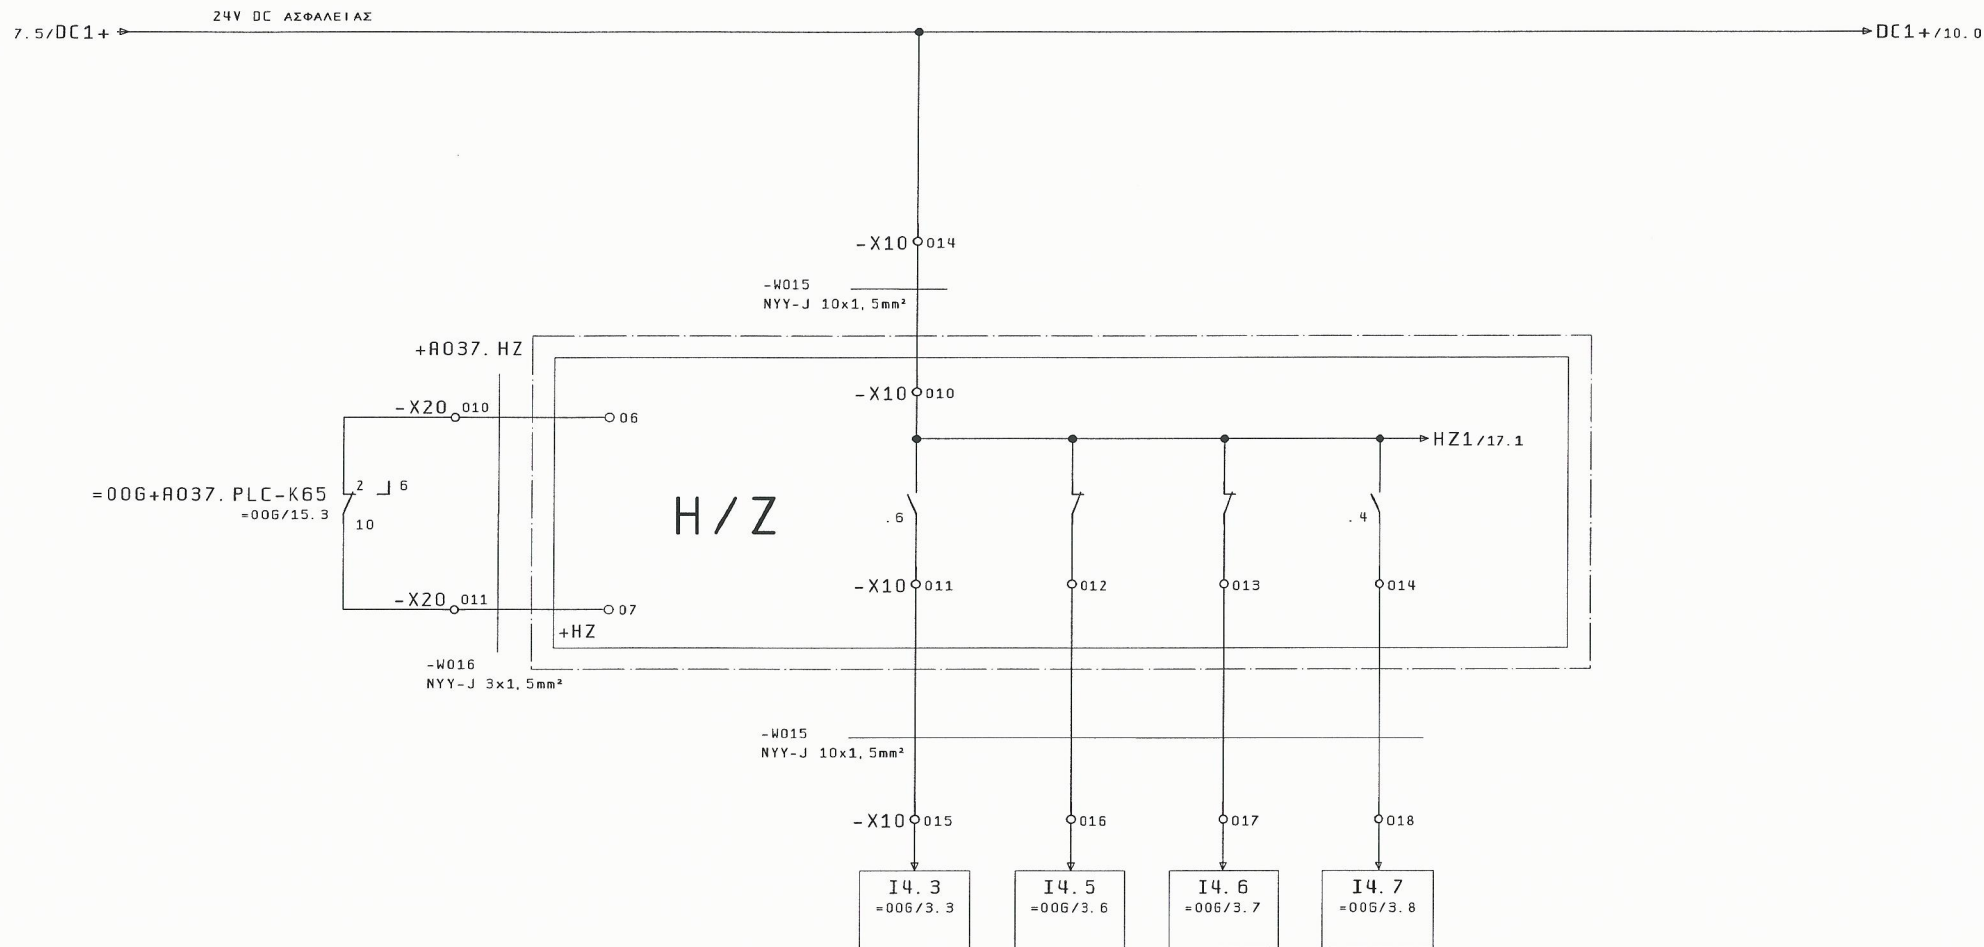 24V DC ΑΣΦΑΛΕΙΑΣ
7.5/DC1+
DC1+/10.0
-X10 014
-W015
NYY-J 10x1,5mm²
+A037.HZ
-X10 010
-X20 010
06
HZ1/17.1
=00G+A037.PLC-K65
=00G/15.3
2
6
10
H/Z
.6
.4
-X10 011
012
013
014
-X20 011
07
+HZ
-W016
NYY-J 3x1,5mm²
-W015
NYY-J 10x1,5mm²
-X10 015
016
017
018
I4.3
=00G/3.3
I4.5
=00G/3.6
I4.6
=00G/3.7
I4.7
=00G/3.8